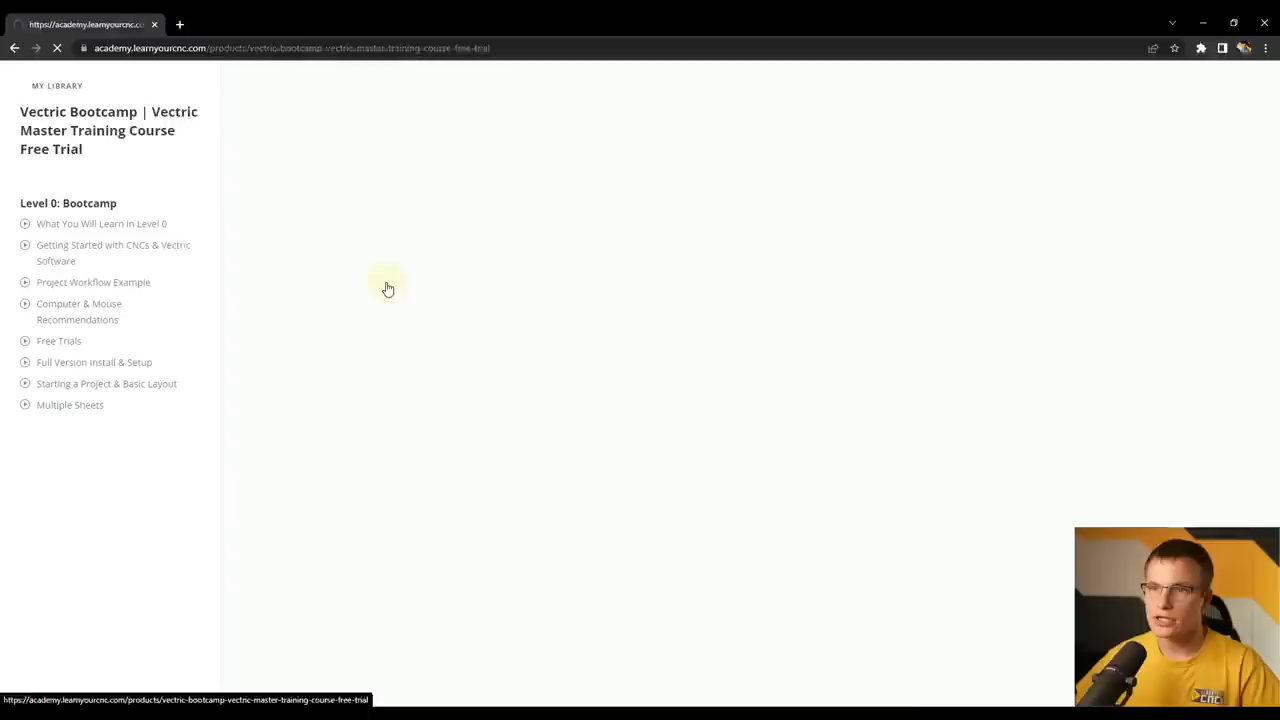 https://academy.learnyourcnc.co
academy.learnyourcnc.com/products/vectric/bootcamp-vectric-master-training-course-free-trial
MY LIBRARY
Vectric Bootcamp | Vectric
Master Training Course
Free Trial
Level 0: Bootcamp
What You Will Learn in Level 0
Getting Started with CNCs & Vectric
Software
Project Workflow Example
Computer & Mouse
Recommendations
Free Trials
Full Version Install & Setup
Starting a Project & Basic Layout
Multiple Sheets
CNC
https://academy.learnyourcnc.com/products/vectric-bootcamp-vectric-master-training-course-free-trial